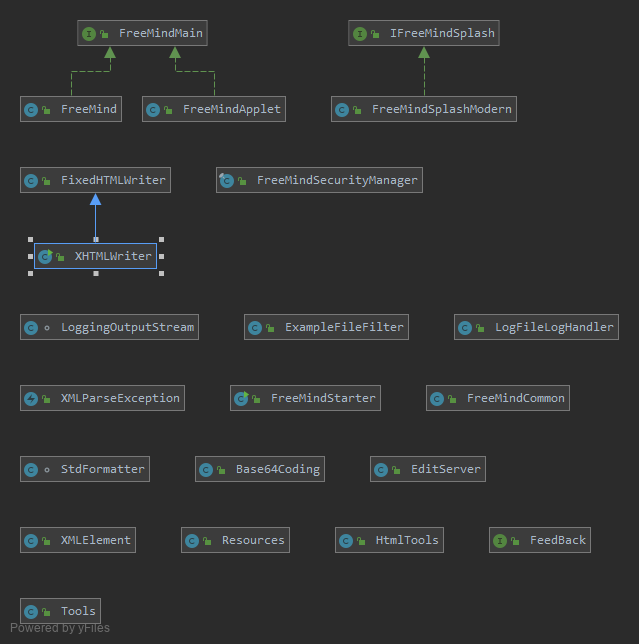 FreeMindMain IFreeMindSplash
FreeMind FreeMindApplet FreeMindSplashModern
FixedHTMLWriter FreeMindSecurityManager
XHTMLWriter
LoggingOutputStream ExampleFileFilter LogFileLogHandler
XMLParseException FreeMindStarter FreeMindCommon
StdFormatter Base64Coding EditServer
XMLElement Resources HtmlTools FeedBack
Tools
Powered by yFiles